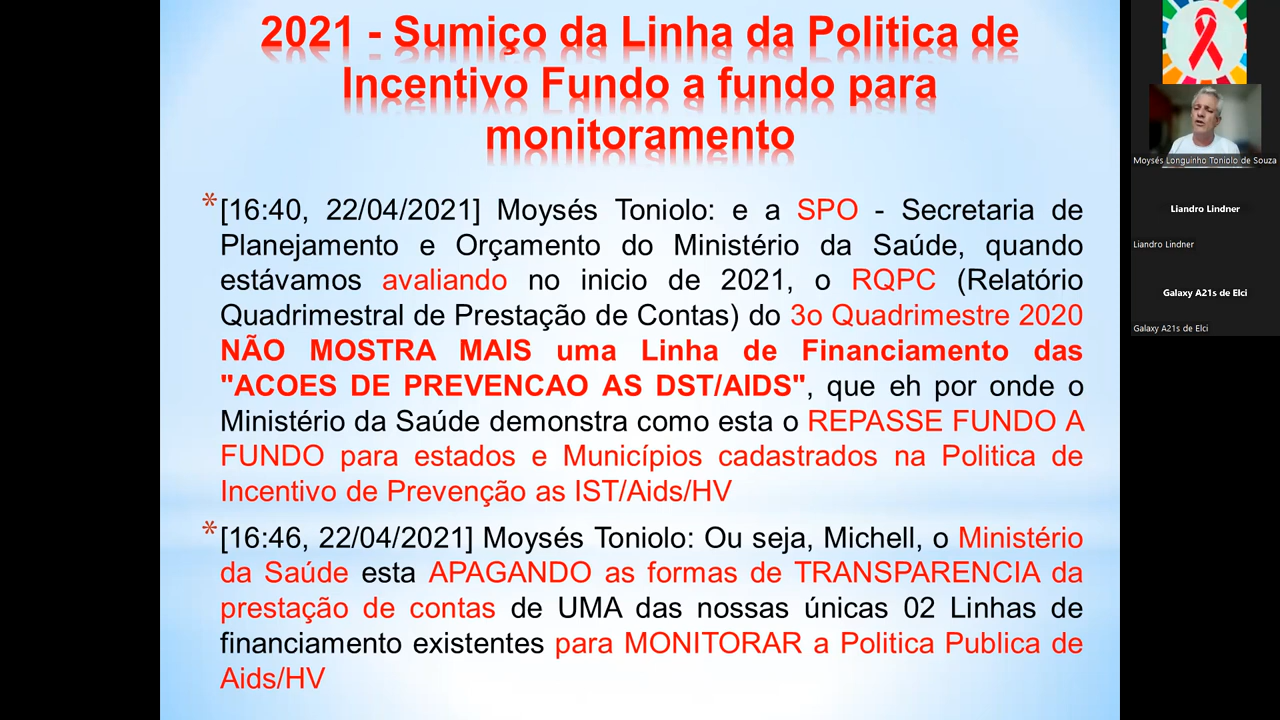 2021 - Sumiço da Linha da Politica de
Incentivo Fundo a fundo para
monitoramento
* [16:40, 22/04/2021] Moysés Toniolo: e a SPO - Secretaria de
Planejamento e Orçamento do Ministério da Saúde, quando
estávamos avaliando no inicio de 2021, o RQPC (Relatório
Quadrimestral de Prestação de Contas) do 3o Quadrimestre 2020
NÃO MOSTRA MAIS uma Linha de Financiamento das
"ACOES DE PREVENCAO AS DST/AIDS", que eh por onde o
Ministério da Saúde demonstra como esta o REPASSE FUNDO A
FUNDO para estados e Municípios cadastrados na Politica de
Incentivo de Prevenção as IST/Aids/HV
* [16:46, 22/04/2021] Moysés Toniolo: Ou seja, Michell, o Ministério
da Saúde esta APAGANDO as formas de TRANSPARENCIA da
prestação de contas de UMA das nossas únicas 02 Linhas de
financiamento existentes para MONITORAR a Politica Publica de
Aids/HV
Moysés Longuinho Toniolo de Souza
Liandro Lindner
Liandro Lindner
Galaxy A21s de Elci
Galaxy A21s de Elci